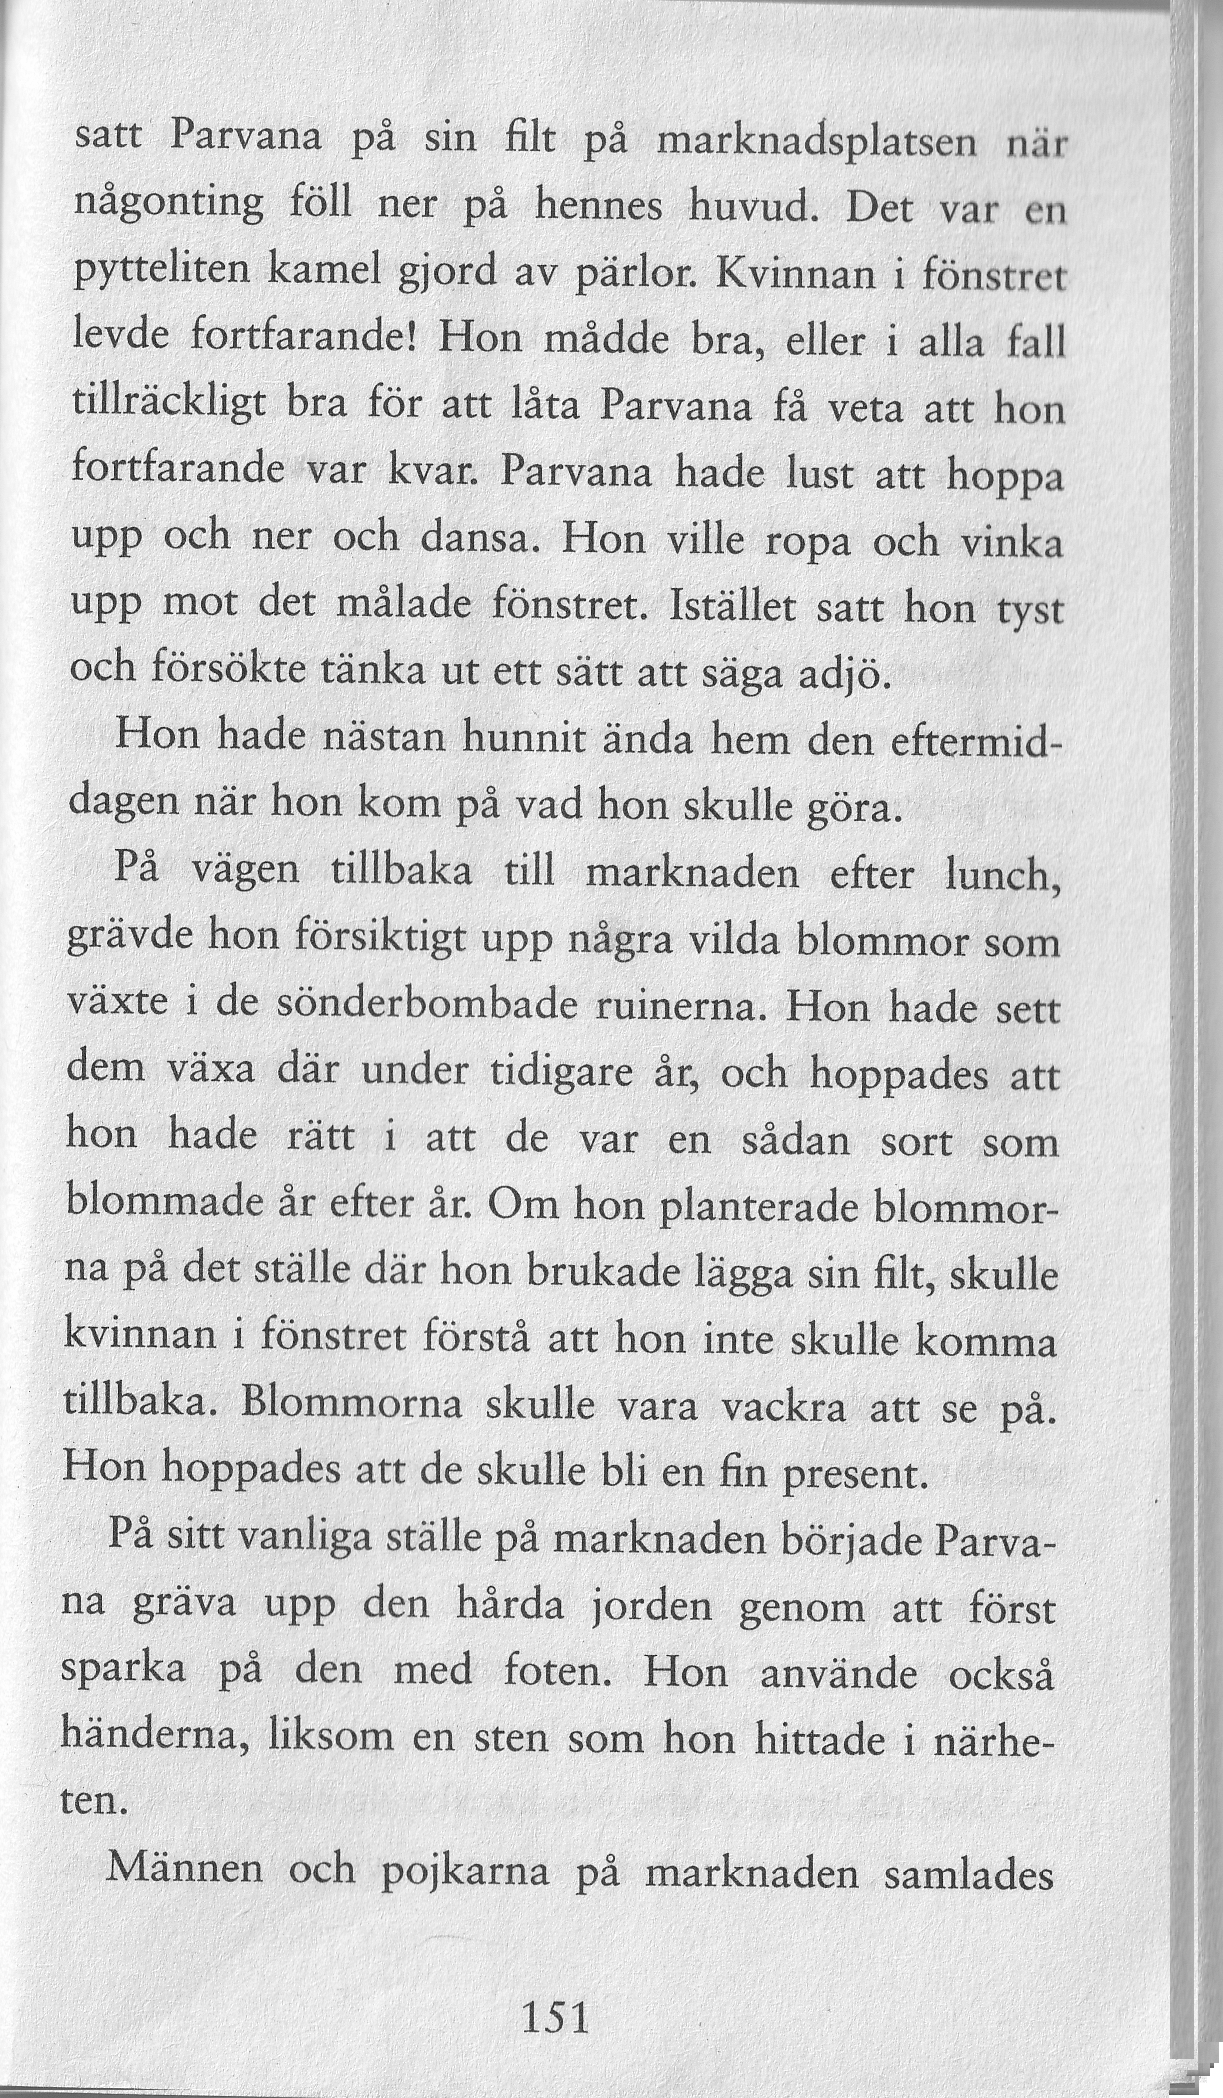 satt Parvana på sin filt på marknadsplatsen när
någonting föll ner på hennes huvud. Det var en
pytteliten kamel gjord av pärlor. Kvinnan i fönstret
levde fortfarande! Hon mådde bra, eller i alla fall
tillräckligt bra för att låta Parvana få veta att hon
fortfarande var kvar. Parvana hade lust att hoppa
upp och ner och dansa. Hon ville ropa och vinka
upp mot det målade fönstret. Istället satt hon tyst
och försökte tänka ut ett sätt att säga adjö.
Hon hade nästan hunnit ända hem den eftermid-
dagen när hon kom på vad hon skulle göra.
På vägen tillbaka till marknaden efter lunch,
grävde hon försiktigt upp några vilda blommor som
växte i de sönderbombade ruinerna. Hon hade sett
dem växa där under tidigare år, och hoppades att
hon hade rätt i att de var en sådan sort som
blommade år efter år. Om hon planterade blommor-
na på det ställe där hon brukade lägga sin filt, skulle
kvinnan i fönstret förstå att hon inte skulle komma
tillbaka. Blommorna skulle vara vackra att se på.
Hon hoppades att de skulle bli en fin present.
På sitt vanliga ställe på marknaden började Parva-
na gräva upp den hårda jorden genom att först
sparka på den med foten. Hon använde också
händerna, liksom en sten som hon hittade i närhe-
ten.
Männen och pojkarna på marknaden samlades
151